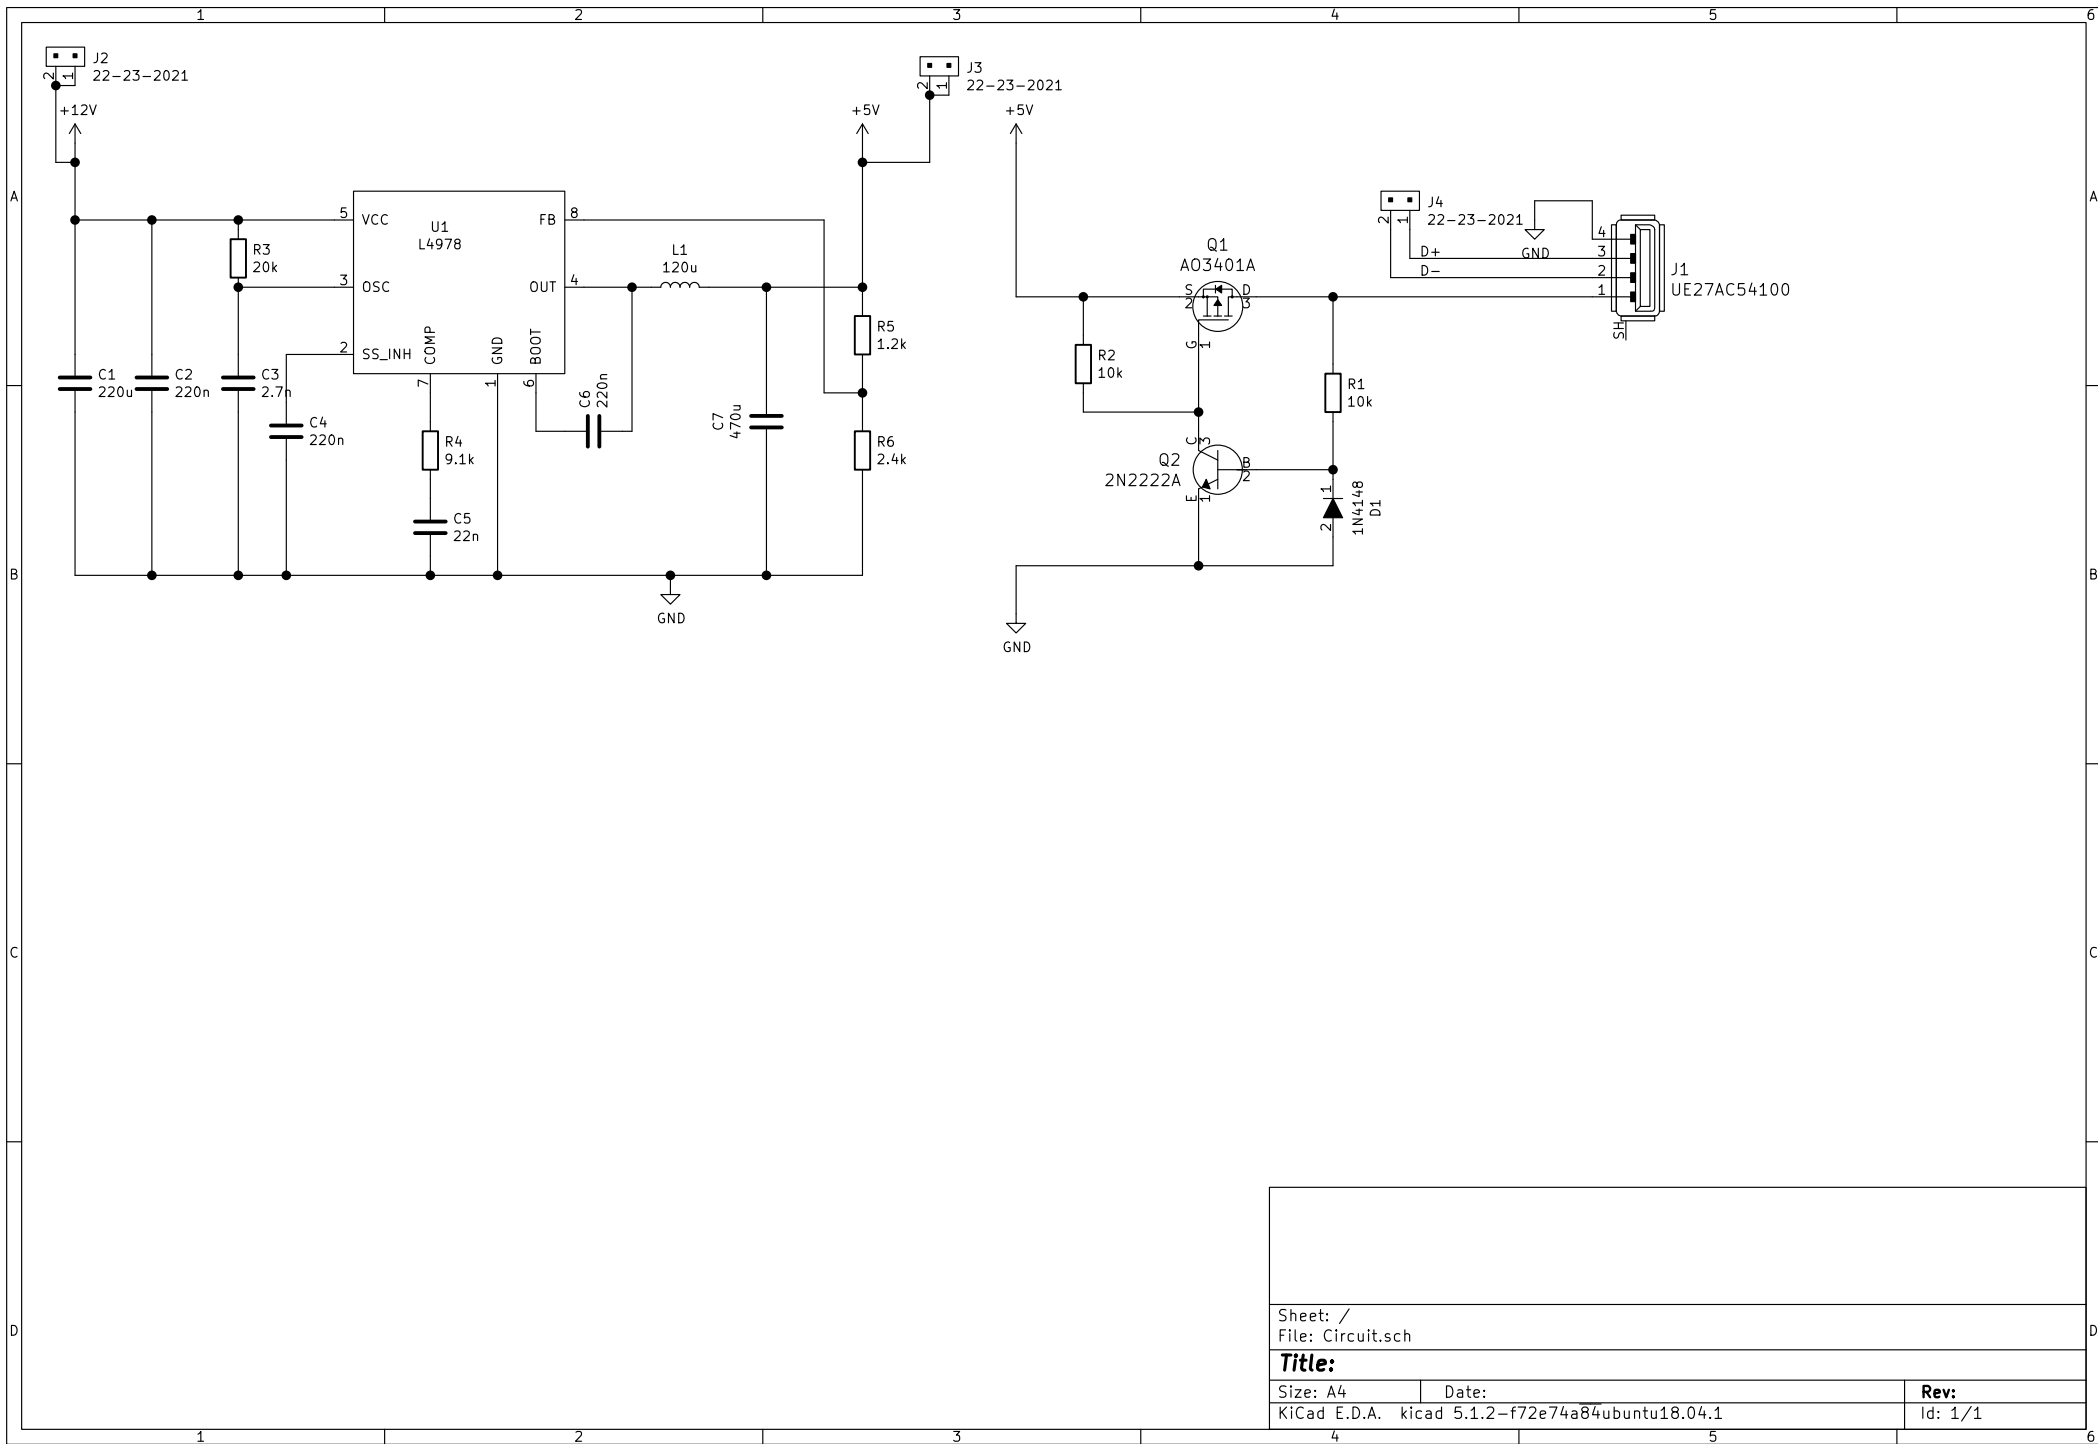 1 2 3 4 5 6
J2
22-23-2021
2 1
+12V
J3
22-23-2021
2 1
+5V
+5V
A
A
5 VCC
U1
L4978
FB 8
R3
20k
3 OSC
OUT 4
L1
120u
2 SS_INH
COMP
7
GND
1
BOOT
6
C1
220u
C2
220n
C3
2.7n
C4
220n
R4
9.1k
C5
22n
C6
220n
C7
470u
R5
1.2k
R6
2.4k
GND
J4
22-23-2021
2 1
D+
D-
GND
4
3
2
1
J1
UE27AC54100
SH
Q1
AO3401A
S
2
D
3
G
1
R2
10k
R1
10k
Q2
2N2222A
C
3
B
2
E
1
1
2
1N4148
D1
GND
B
B
C
C
D
D
Sheet: /
File: Circuit.sch
Title:
Size: A4 Date: Rev:
KiCad E.D.A. kicad 5.1.2-f72e74a84ubuntu18.04.1 Id: 1/1
1 2 3 4 5 6